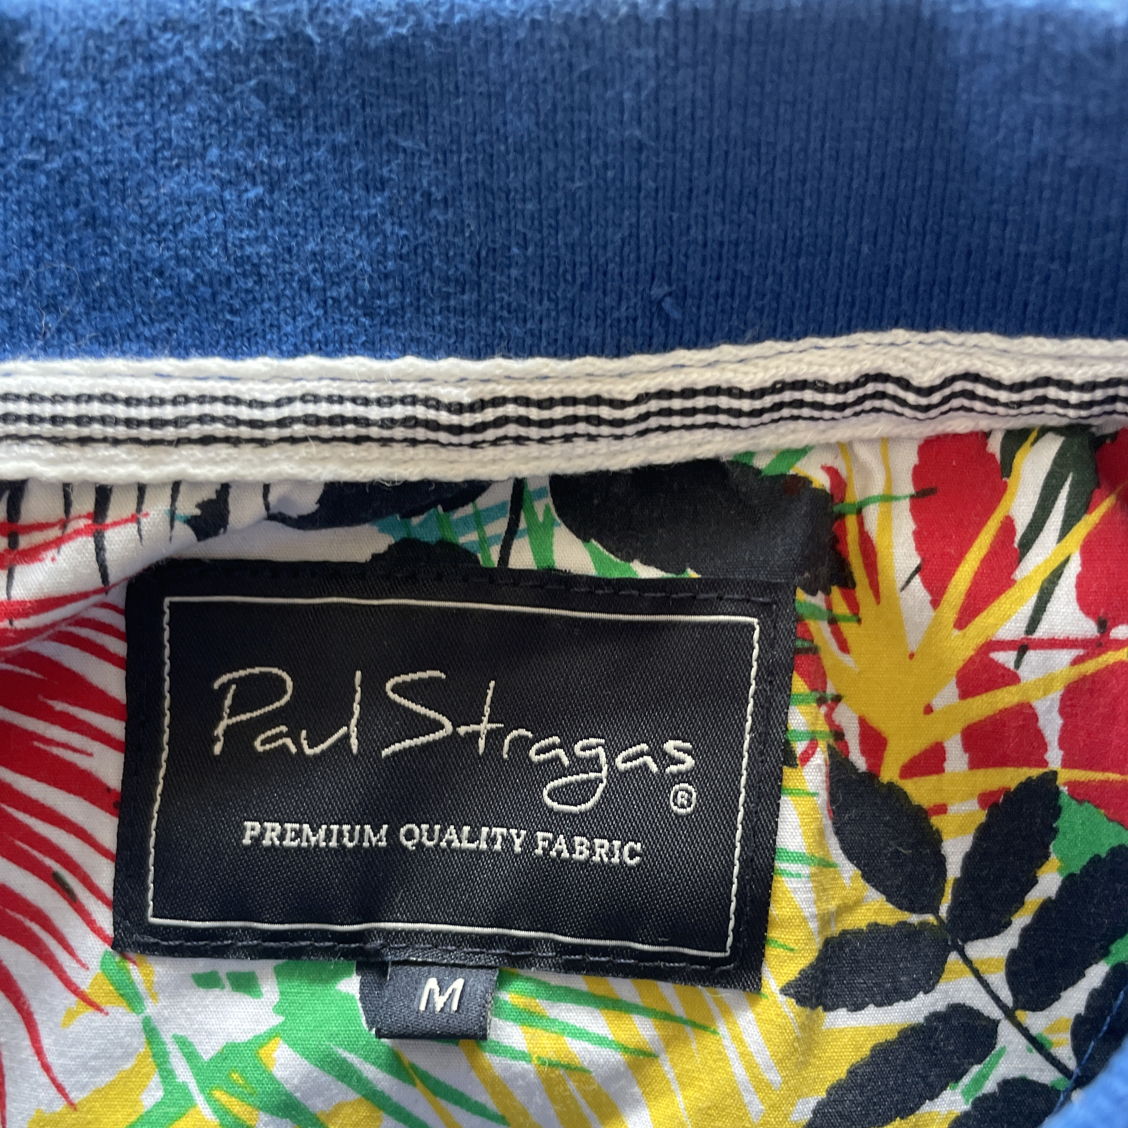 Paul Stragas
®
PREMIUM QUALITY FABRIC
M